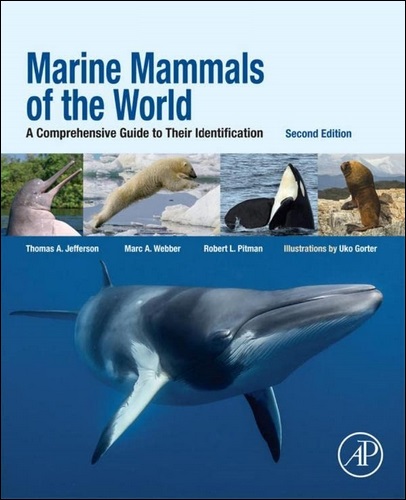 Marine Mammals
of the World
A Comprehensive Guide to Their Identification Second Edition
Thomas A. Jefferson Marc A. Webber Robert L. Pitman Illustrations by Uko Gorter
AP